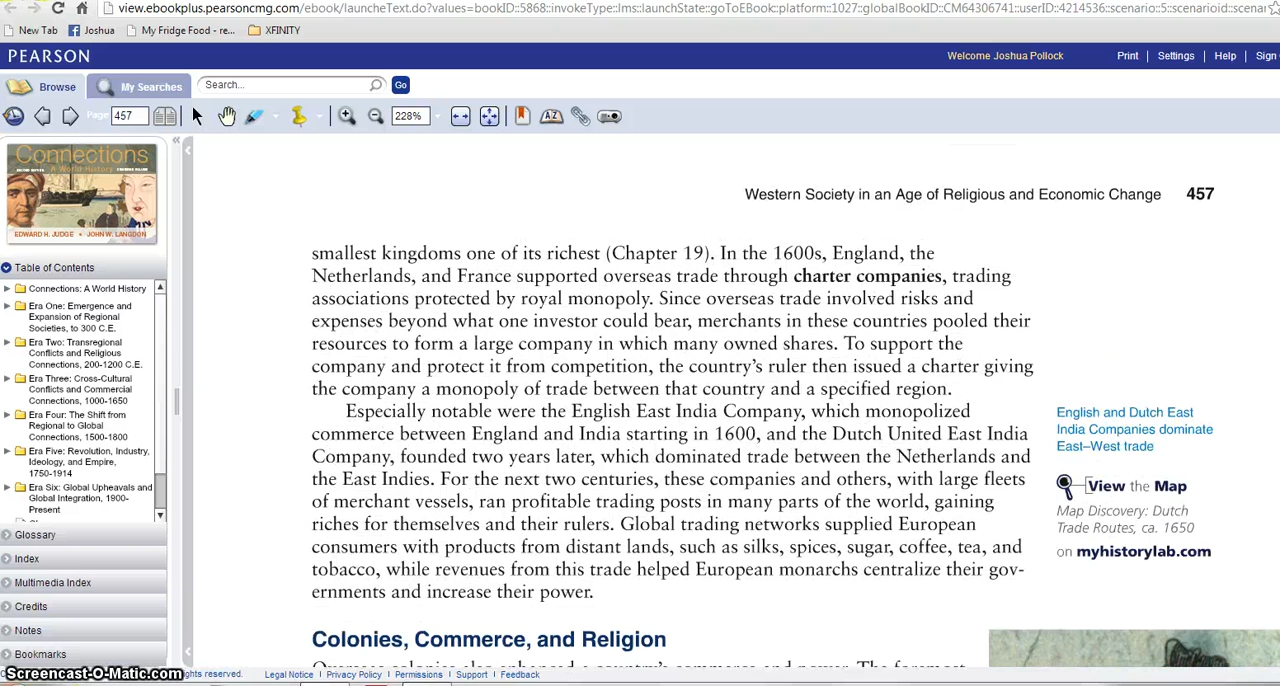 view.ebookplus.pearsoncmg.com/ebook/launcheText.do?values=bookID::5868::invokeType::lms::launchState::goToEBook::platform::1027::globalBookID::CM64306741::userID::4214536::scenario::5::scenarioid::scenar
New Tab Joshua My Fridge Food - re... XFINITY
PEARSON Welcome Joshua Pollock Print Settings Help Sign
Browse My Searches Search... Go
Page 457 228% AZ
Connections
A World History
EDWARD H. JUDGE • JOHN W. LANGDON
Table of Contents
Connections: A World History
Era One: Emergence and
Expansion of Regional
Societies, to 300 C.E.
Era Two: Transregional
Conflicts and Religious
Connections, 200-1200 C.E.
Era Three: Cross-Cultural
Conflicts and Commercial
Connections, 1000-1650
Era Four: The Shift from
Regional to Global
Connections, 1500-1800
Era Five: Revolution, Industry,
Ideology, and Empire,
1750-1914
Era Six: Global Upheavals and
Global Integration, 1900-
Present
Glossary
Index
Multimedia Index
Credits
Notes
Bookmarks
Western Society in an Age of Religious and Economic Change 457
smallest kingdoms one of its richest (Chapter 19). In the 1600s, England, the
Netherlands, and France supported overseas trade through charter companies, trading
associations protected by royal monopoly. Since overseas trade involved risks and
expenses beyond what one investor could bear, merchants in these countries pooled their
resources to form a large company in which many owned shares. To support the
company and protect it from competition, the country's ruler then issued a charter giving
the company a monopoly of trade between that country and a specified region.
Especially notable were the English East India Company, which monopolized
commerce between England and India starting in 1600, and the Dutch United East India
Company, founded two years later, which dominated trade between the Netherlands and
the East Indies. For the next two centuries, these companies and others, with large fleets
of merchant vessels, ran profitable trading posts in many parts of the world, gaining
riches for themselves and their rulers. Global trading networks supplied European
consumers with products from distant lands, such as silks, spices, sugar, coffee, tea, and
tobacco, while revenues from this trade helped European monarchs centralize their gov-
ernments and increase their power.
English and Dutch East
India Companies dominate
East–West trade
View the Map
Map Discovery: Dutch
Trade Routes, ca. 1650
on myhistorylab.com
Colonies, Commerce, and Religion
Overseas colonies also enhanced a country's commerce and power. The foremost
Screencast-O-Matic.com ghts reserved. Legal Notice | Privacy Policy | Permissions | Support | Feedback